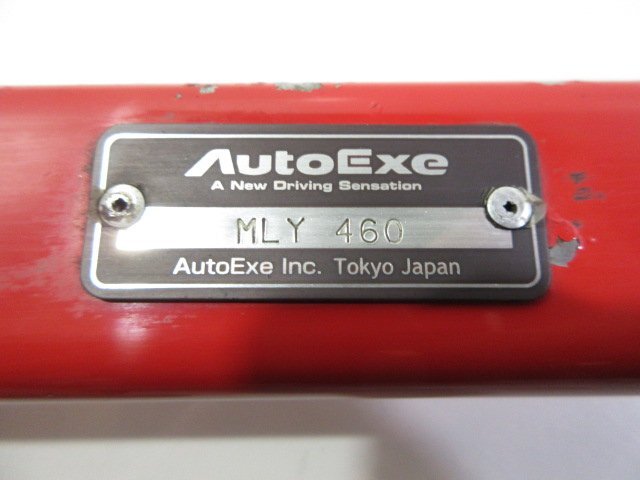 AutoExe
A New Driving Sensation
MLY 460
AutoExe Inc. Tokyo Japan